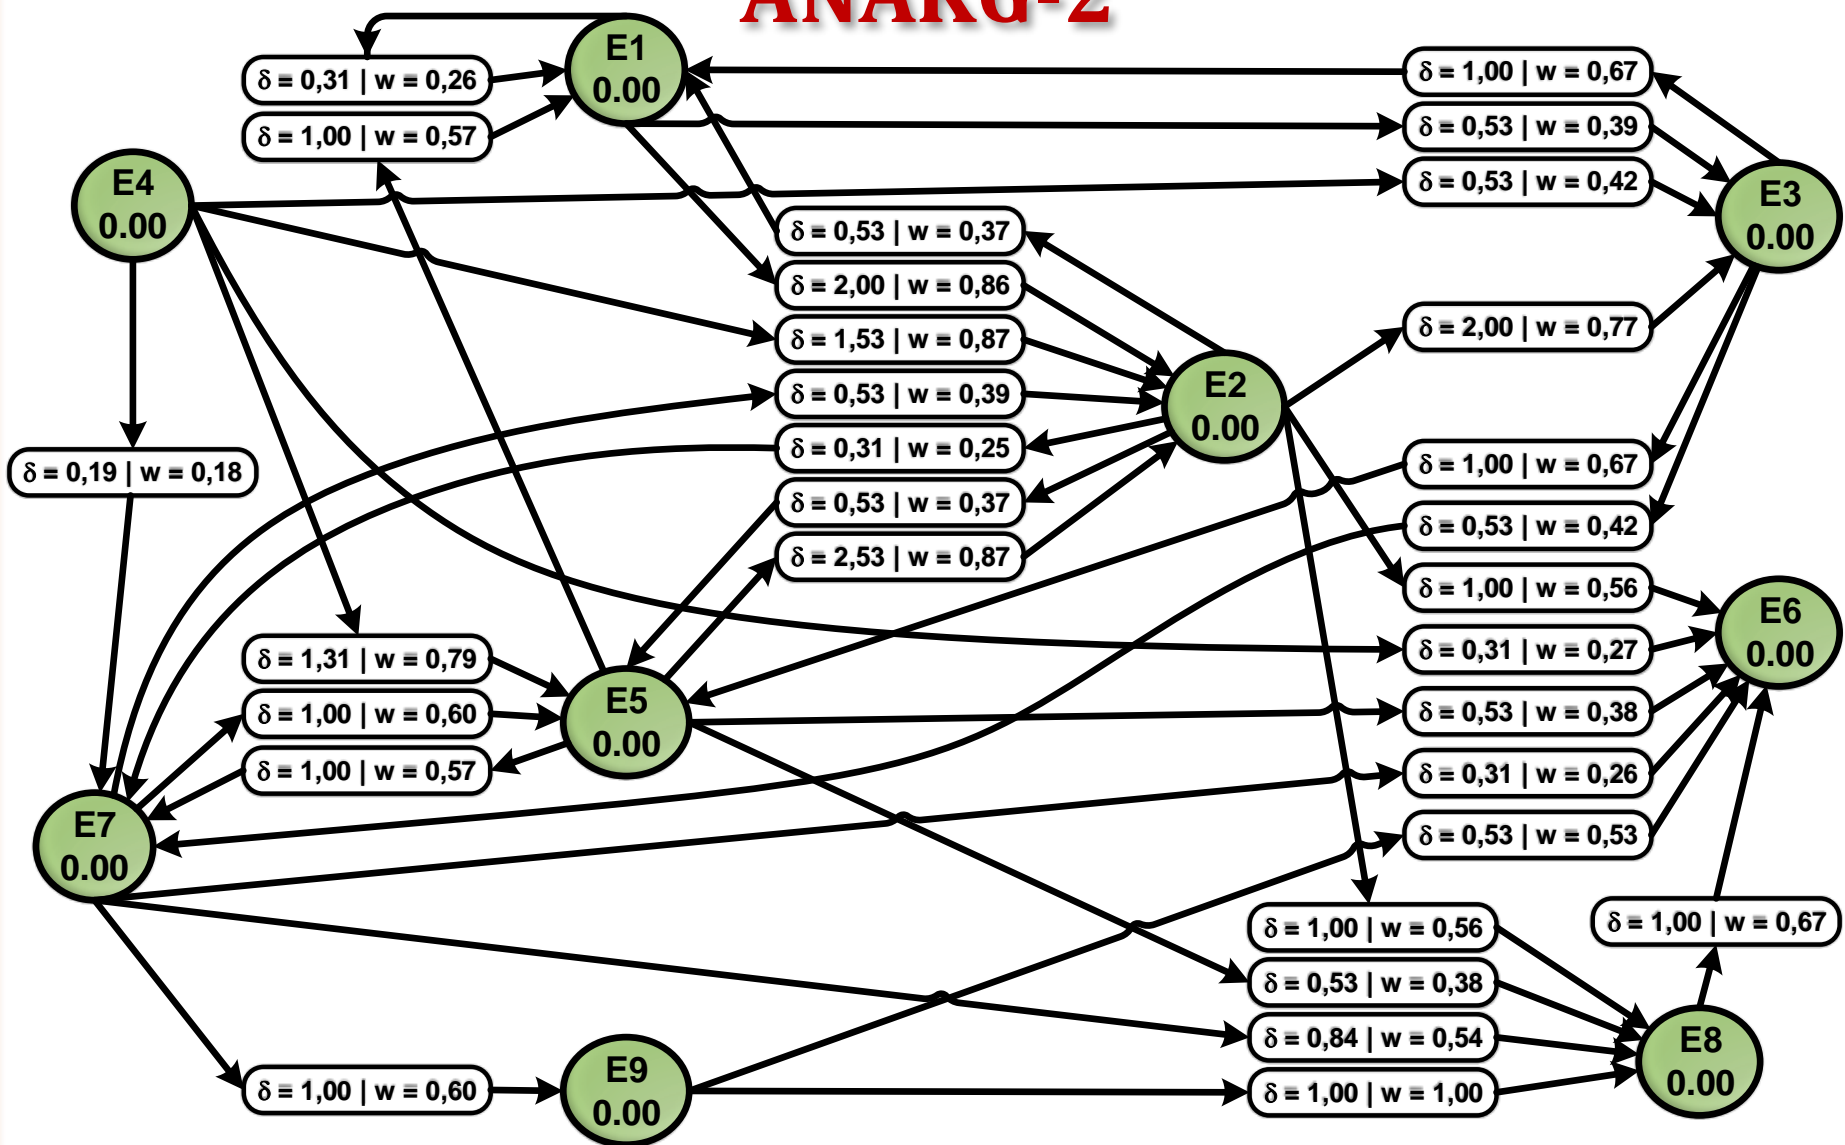 ANAKG-2
E1
0.00
δ = 0,31 | w = 0,26
δ = 1,00 | w = 0,57
δ = 1,00 | w = 0,67
δ = 0,53 | w = 0,39
δ = 0,53 | w = 0,42
E4
0.00
E3
0.00
δ = 0,53 | w = 0,37
δ = 2,00 | w = 0,86
δ = 1,53 | w = 0,87
δ = 0,53 | w = 0,39
δ = 0,31 | w = 0,25
δ = 0,53 | w = 0,37
δ = 2,53 | w = 0,87
E2
0.00
δ = 2,00 | w = 0,77
δ = 0,19 | w = 0,18
δ = 1,00 | w = 0,67
δ = 0,53 | w = 0,42
δ = 1,00 | w = 0,56
δ = 0,31 | w = 0,27
δ = 0,53 | w = 0,38
δ = 0,31 | w = 0,26
δ = 0,53 | w = 0,53
E6
0.00
δ = 1,31 | w = 0,79
δ = 1,00 | w = 0,60
δ = 1,00 | w = 0,57
E5
0.00
E7
0.00
δ = 1,00 | w = 0,56
δ = 0,53 | w = 0,38
δ = 0,84 | w = 0,54
δ = 1,00 | w = 1,00
δ = 1,00 | w = 0,67
E8
0.00
δ = 1,00 | w = 0,60
E9
0.00